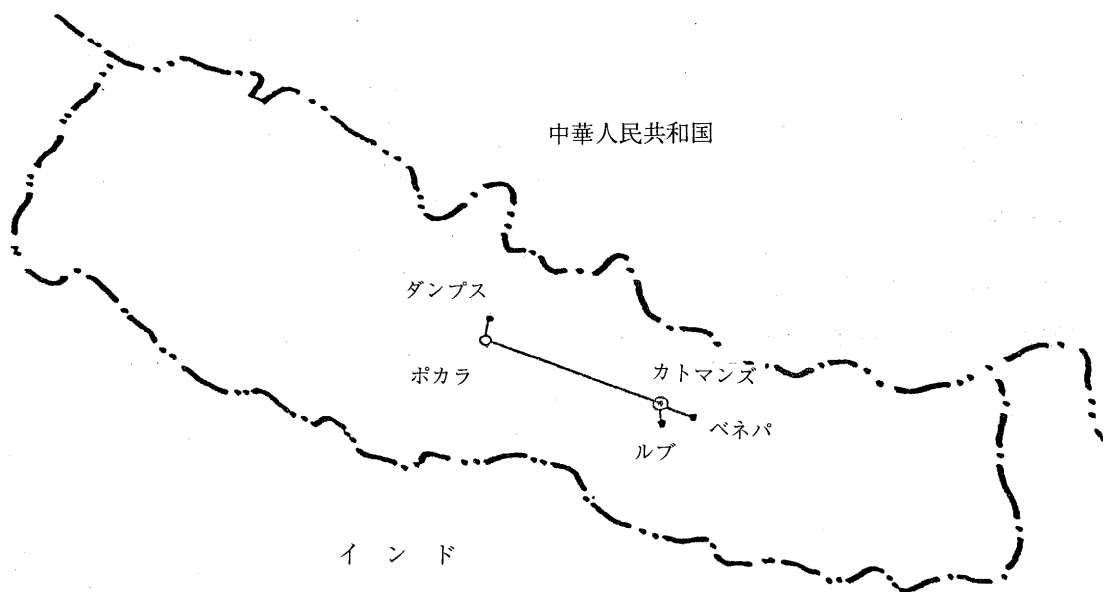 中華人民共和国
ダンプス
ポカラ
カトマンズ
ベネパ
ルブ
インド